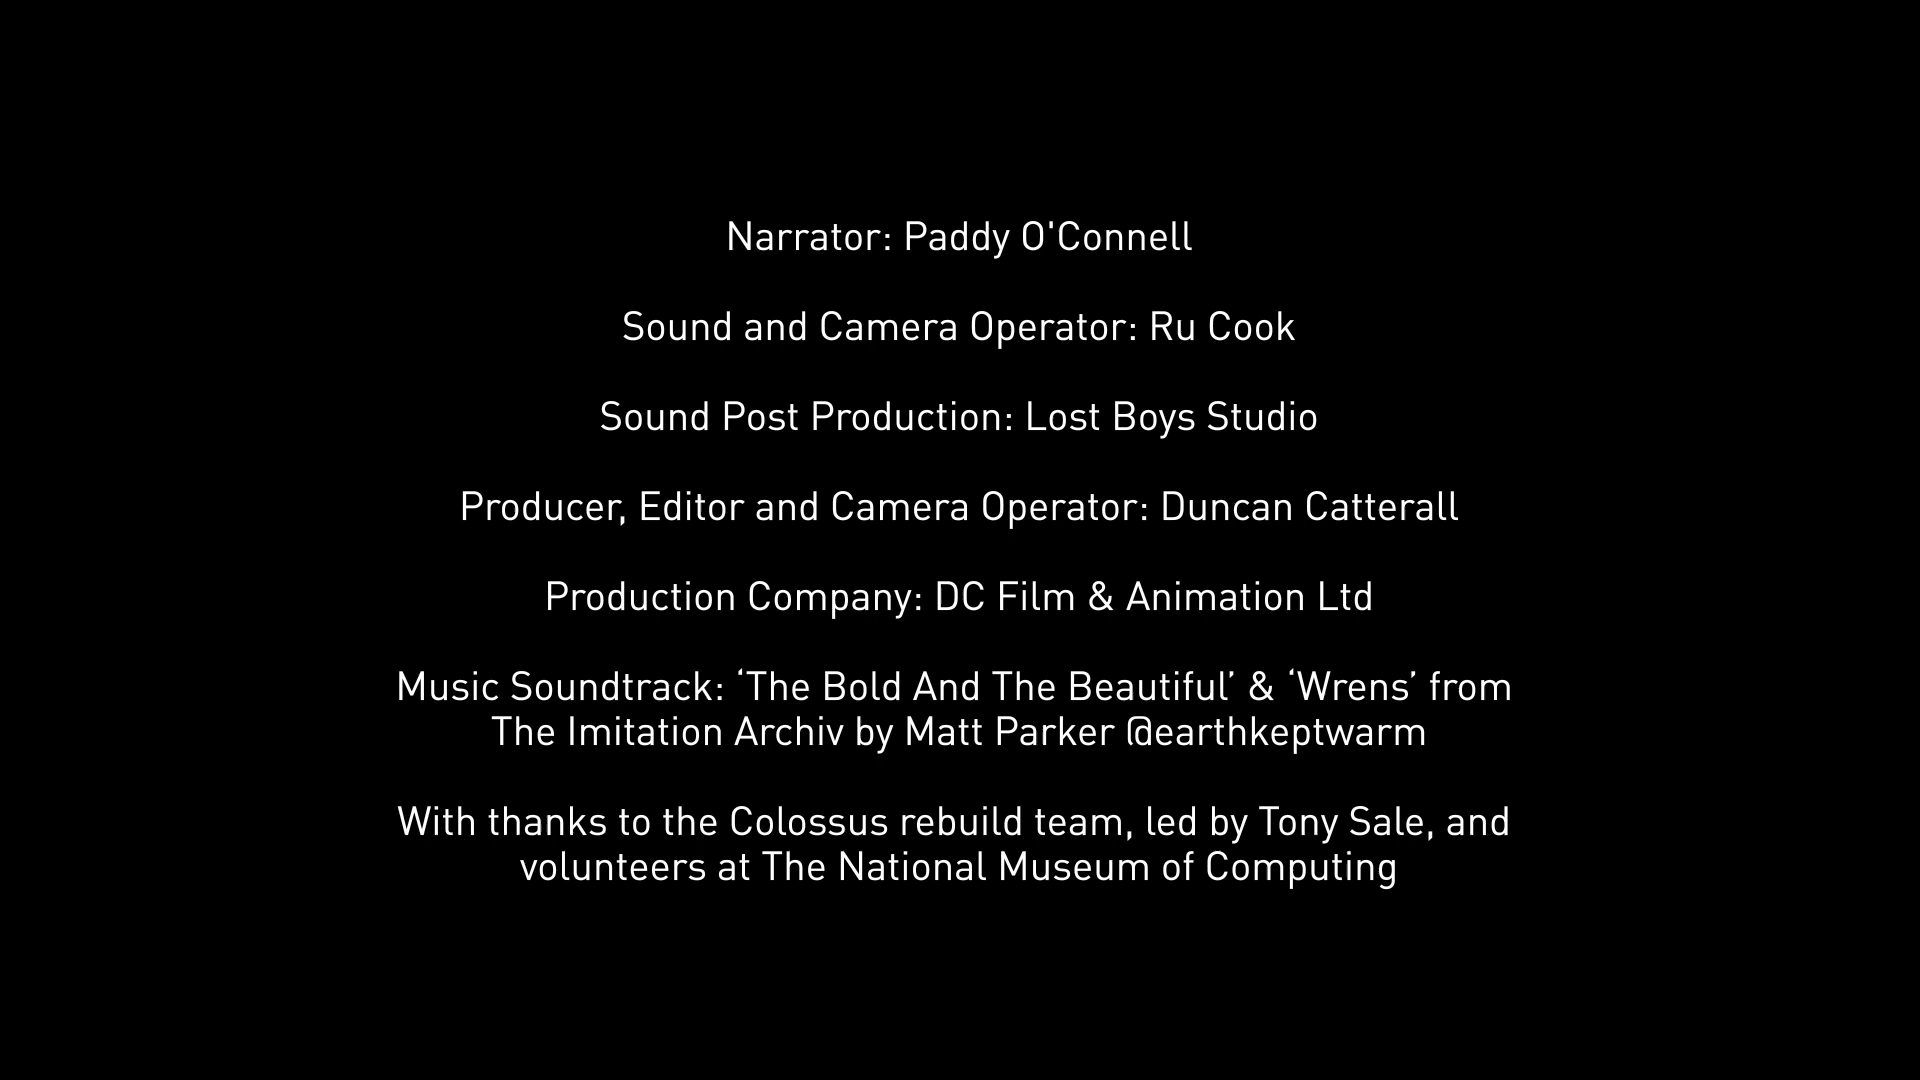 Narrator: Paddy O'Connell
Sound and Camera Operator: Ru Cook
Sound Post Production: Lost Boys Studio
Producer, Editor and Camera Operator: Duncan Catterall
Production Company: DC Film & Animation Ltd
Music Soundtrack: ‘The Bold And The Beautiful’ & ‘Wrens’ from
The Imitation Archiv by Matt Parker @earthkeptwarm
With thanks to the Colossus rebuild team, led by Tony Sale, and
volunteers at The National Museum of Computing